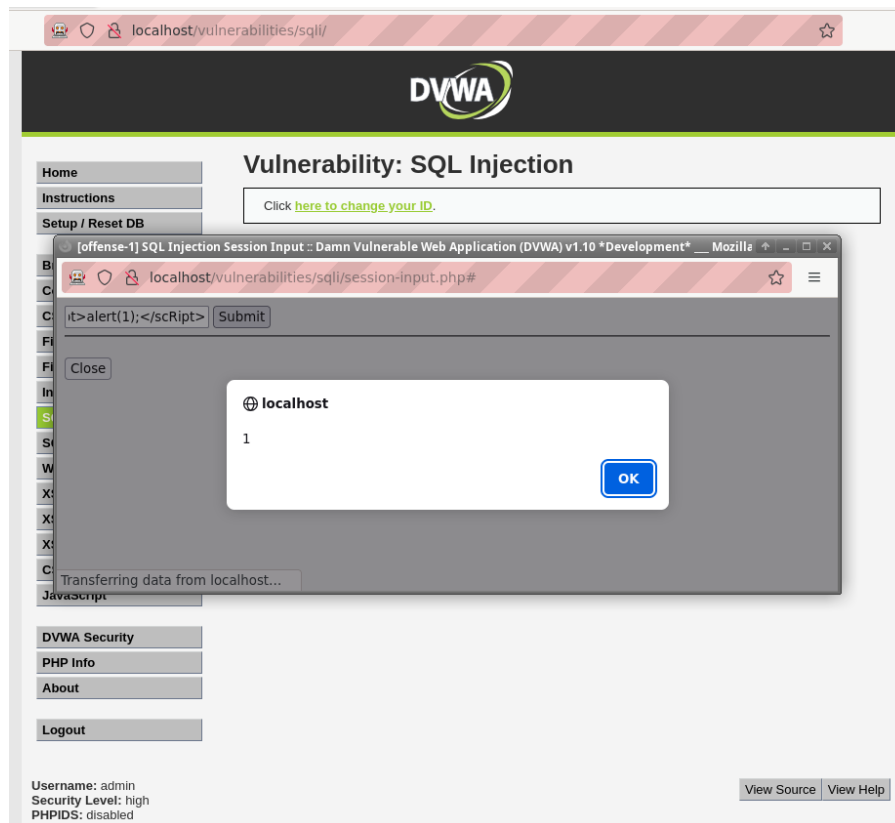 localhost/vulnerabilities/sqli/
DVWA
Vulnerability: SQL Injection
Home
Instructions
Setup / Reset DB
Click here to change your ID.
[offense-1] SQL Injection Session Input :: Damn Vulnerable Web Application (DVWA) v1.10 *Development* __ Mozilla
localhost/vulnerabilities/sqli/session-input.php#
t>alert(1);</scRipt> Submit
Close
localhost
1
OK
Transferring data from localhost...
JavaScript
DVWA Security
PHP Info
About
Logout
Username: admin
Security Level: high
PHPIDS: disabled
View Source View Help